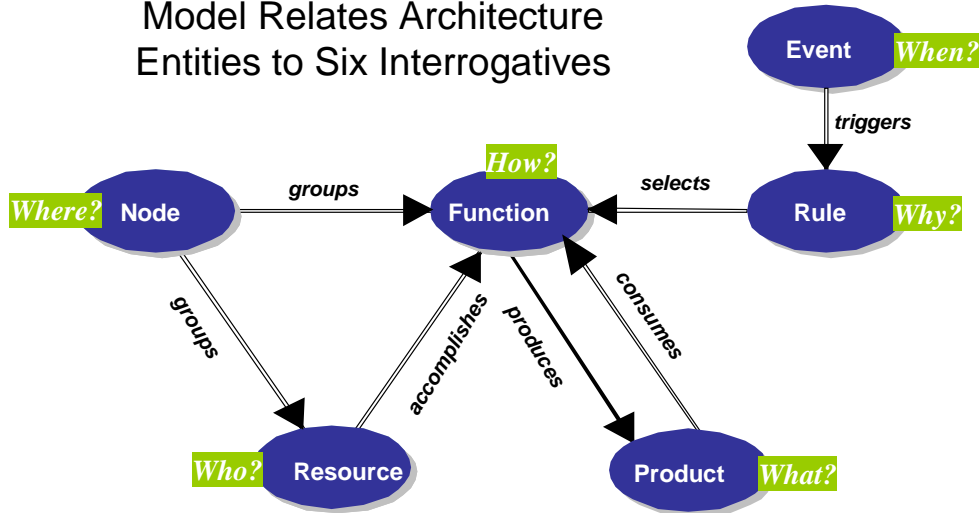 Model Relates Architecture
Entities to Six Interrogatives
Event
When?
triggers
How?
groups
selects
Where?
Node
Function
Rule
Why?
groups
accomplishes
produces
consumes
Who?
Resource
Product
What?